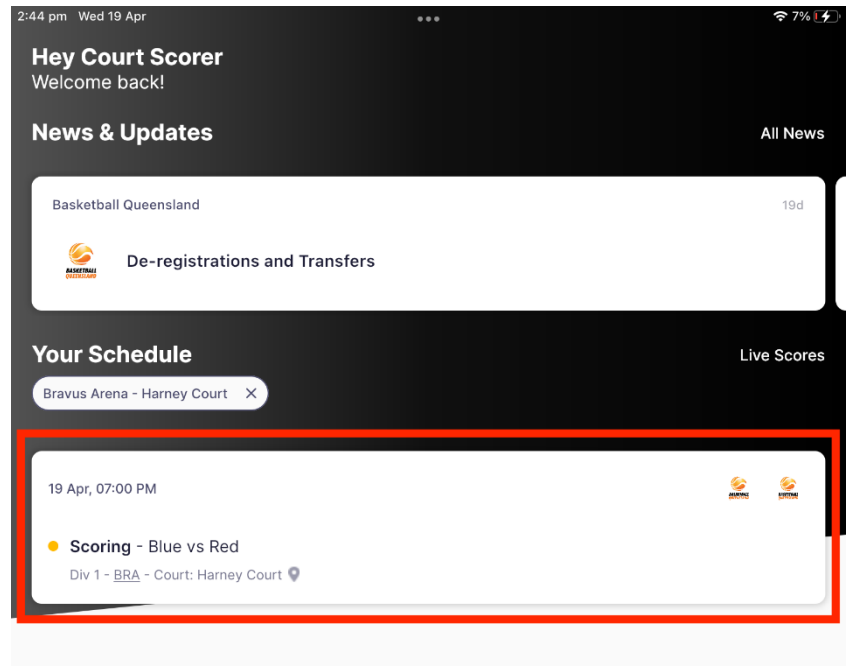 2:44 pm Wed 19 Apr
7%
Hey Court Scorer
Welcome back!
News & Updates
All News
Basketball Queensland
19d
BASKETBALL
QUEENSLAND
De-registrations and Transfers
Your Schedule
Live Scores
Bravus Arena - Harney Court
19 Apr, 07:00 PM
Scoring - Blue vs Red
Div 1 - BRA - Court: Harney Court